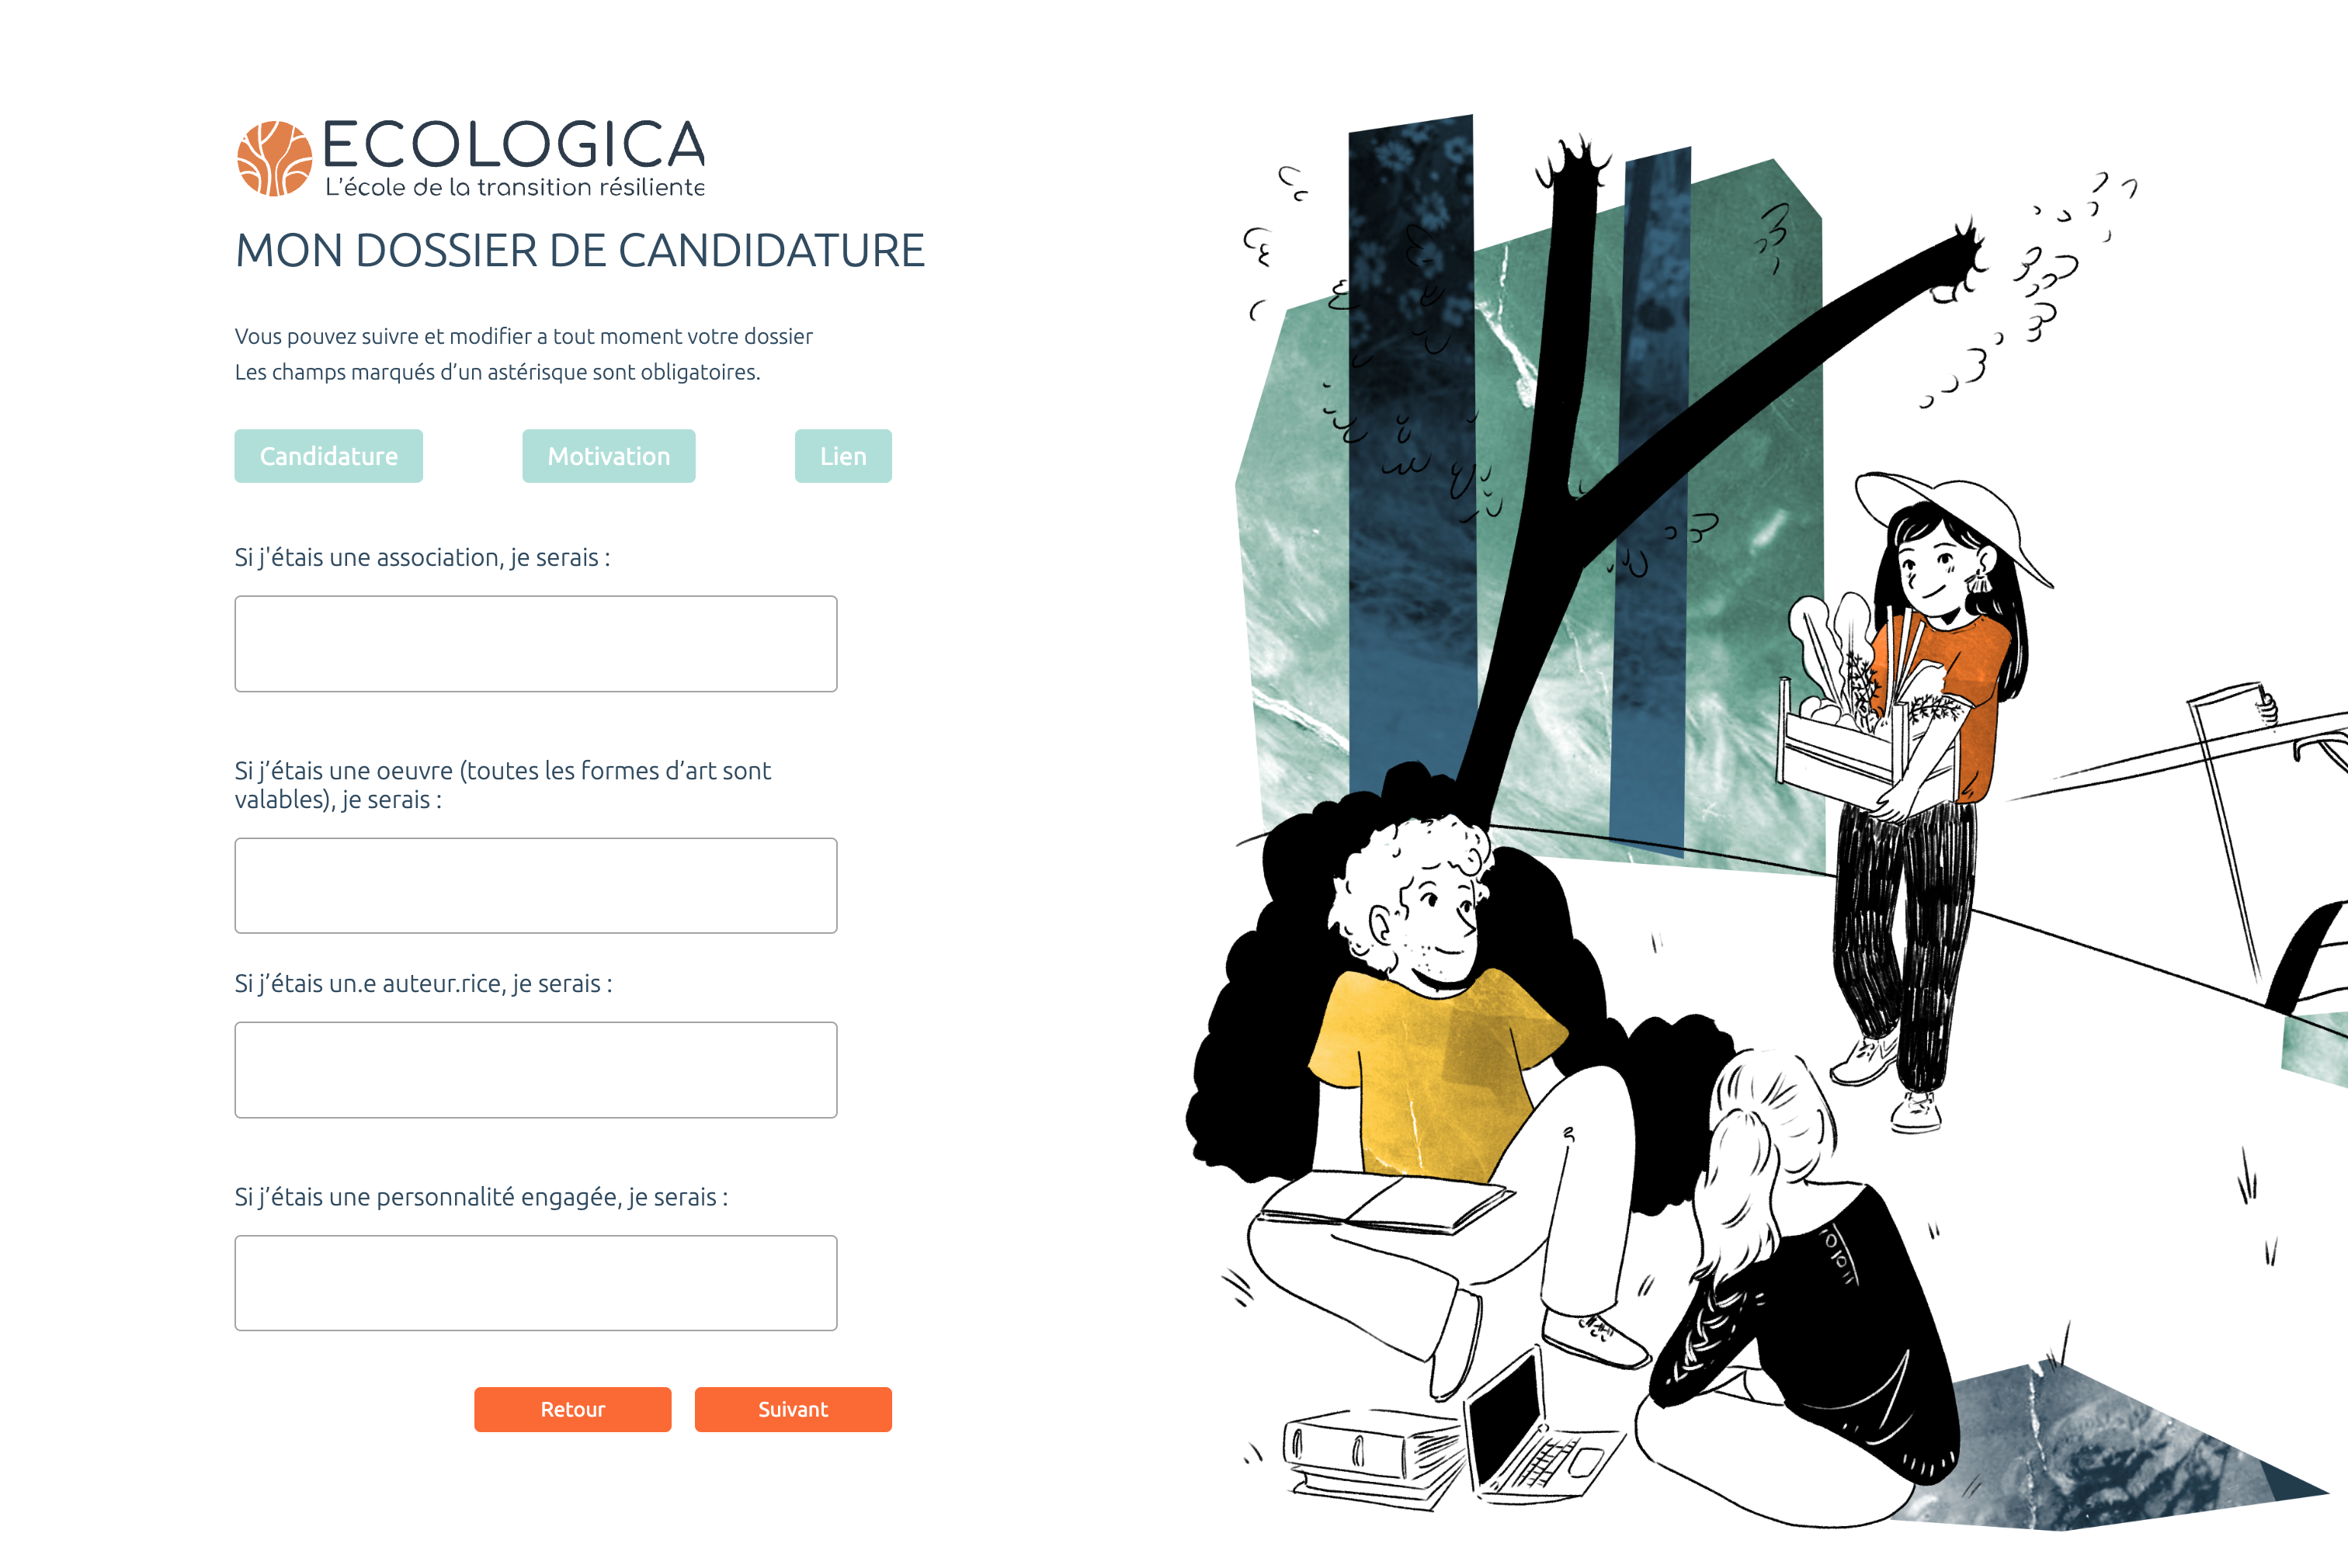 ECOLOGICA
L'école de la transition résiliente
MON DOSSIER DE CANDIDATURE
Vous pouvez suivre et modifier a tout moment votre dossier
Les champs marqués d’un astérisque sont obligatoires.
Candidature
Motivation
Lien
Si j'étais une association, je serais :
Si j’étais une oeuvre (toutes les formes d’art sont
valables), je serais :
Si j’étais un.e auteur.rice, je serais :
Si j’étais une personnalité engagée, je serais :
Retour
Suivant